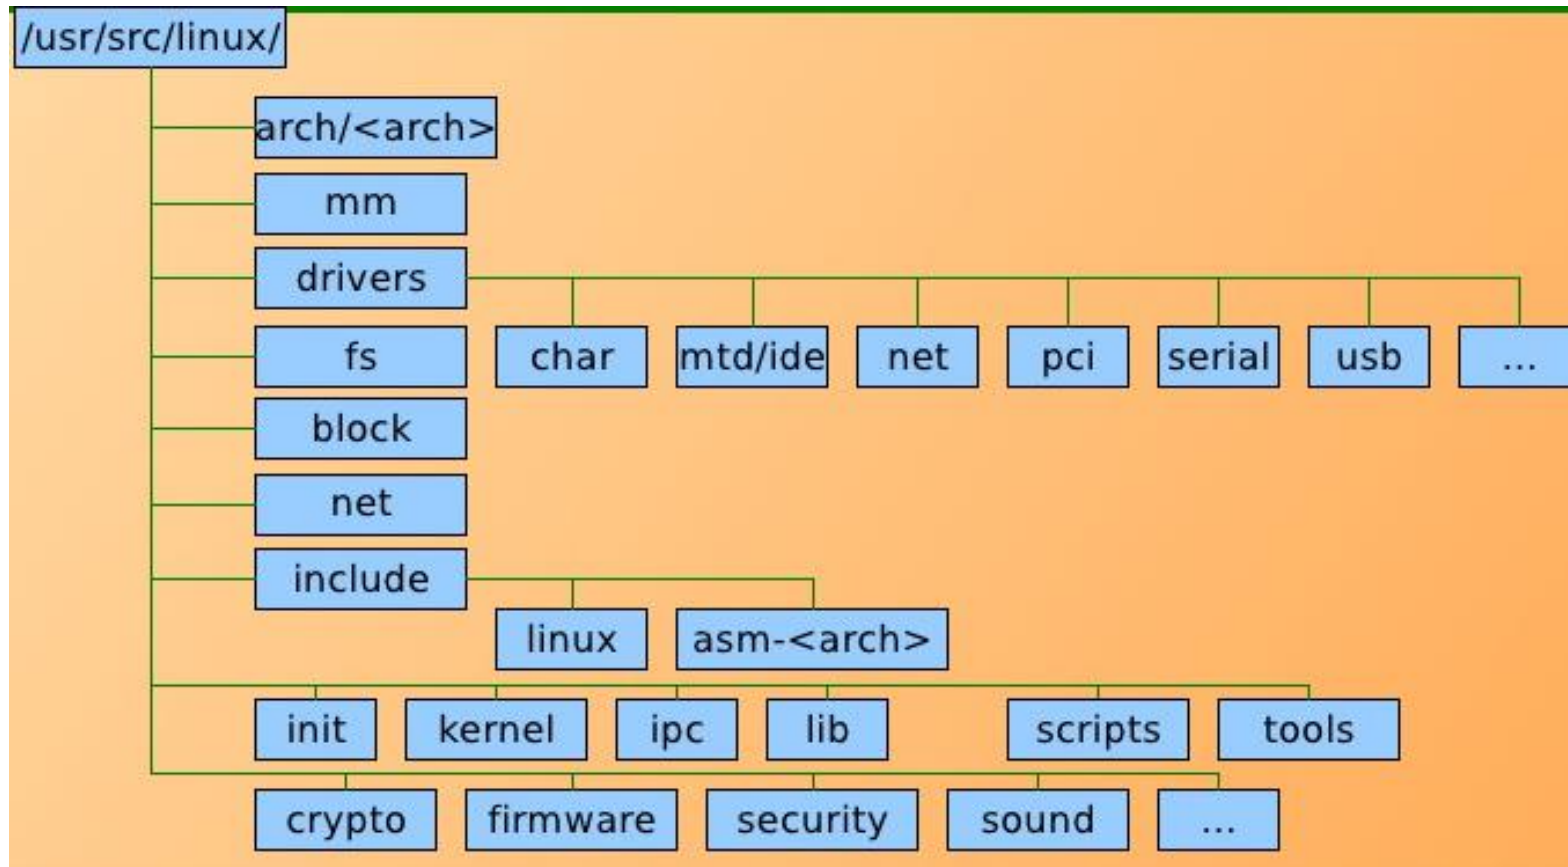 /usr/src/linux/
arch/<arch>
mm
drivers
fs
char
mtd/ide
net
pci
serial
usb
...
block
net
include
linux
asm-<arch>
init
kernel
ipc
lib
scripts
tools
crypto
firmware
security
sound
...